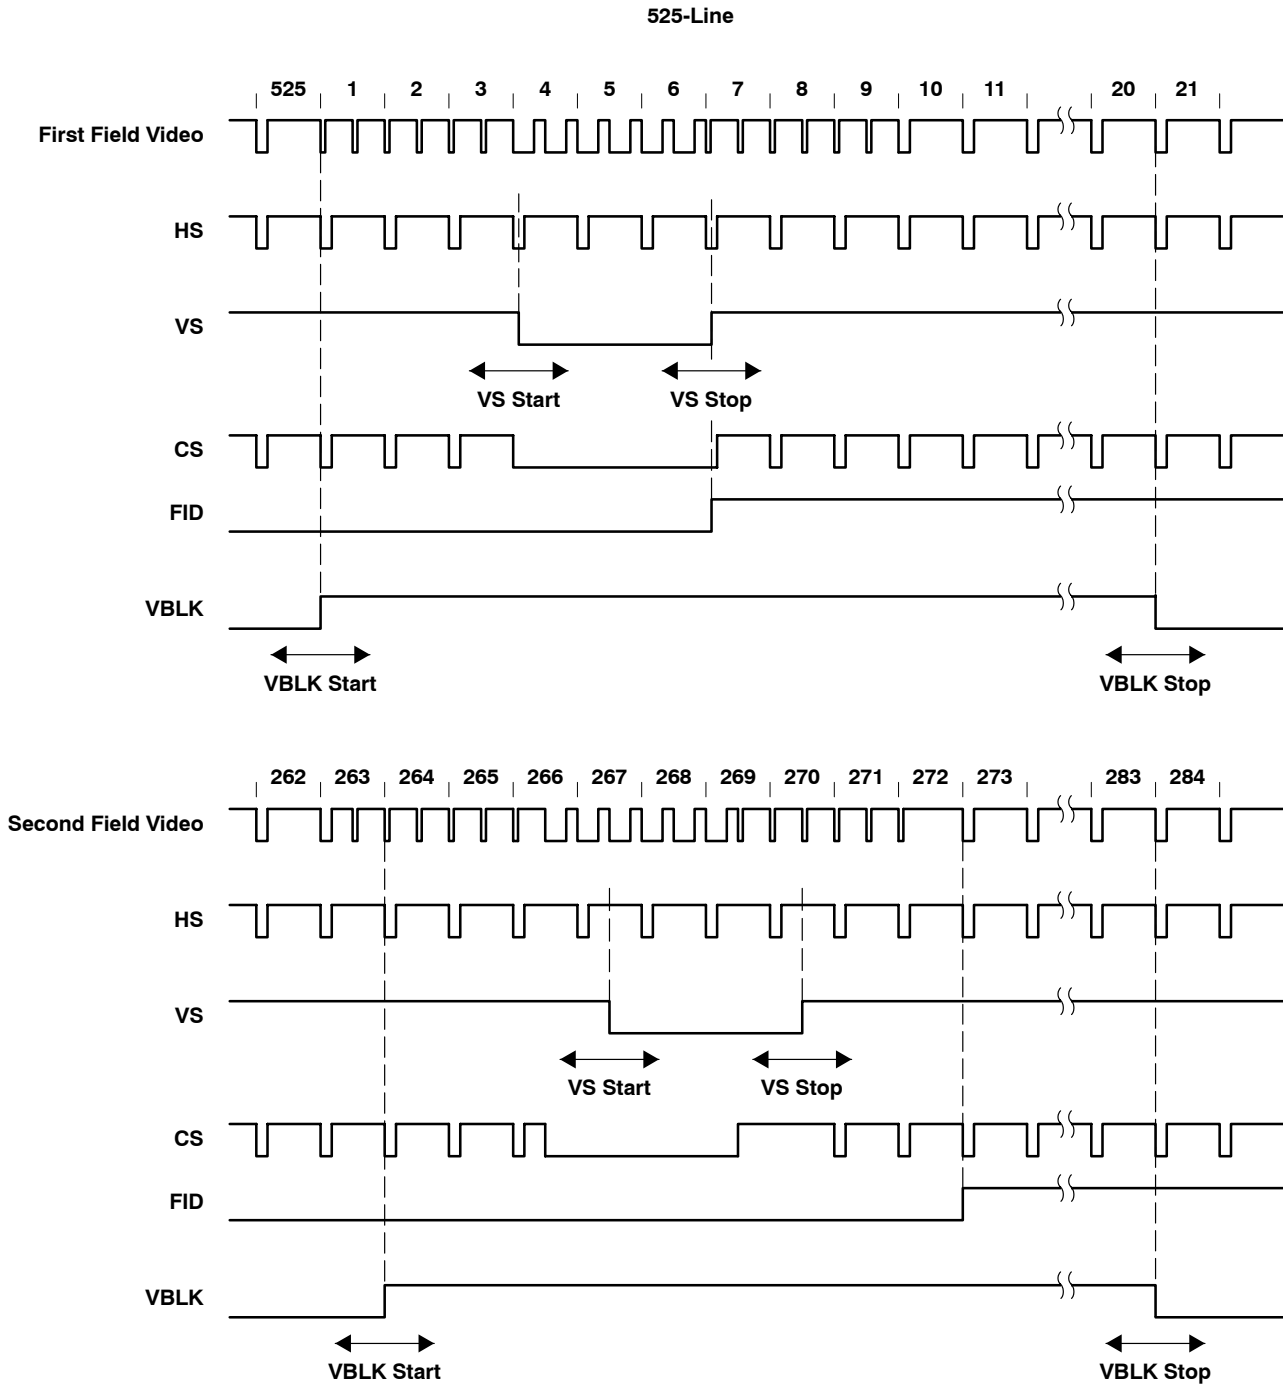 525-Line
525 1 2 3 4 5 6 7 8 9 10 11 20 21
First Field Video
HS
VS
VS Start VS Stop
CS
FID
VBLK
VBLK Start VBLK Stop
262 263 264 265 266 267 268 269 270 271 272 273 283 284
Second Field Video
HS
VS
VS Start VS Stop
CS
FID
VBLK
VBLK Start VBLK Stop